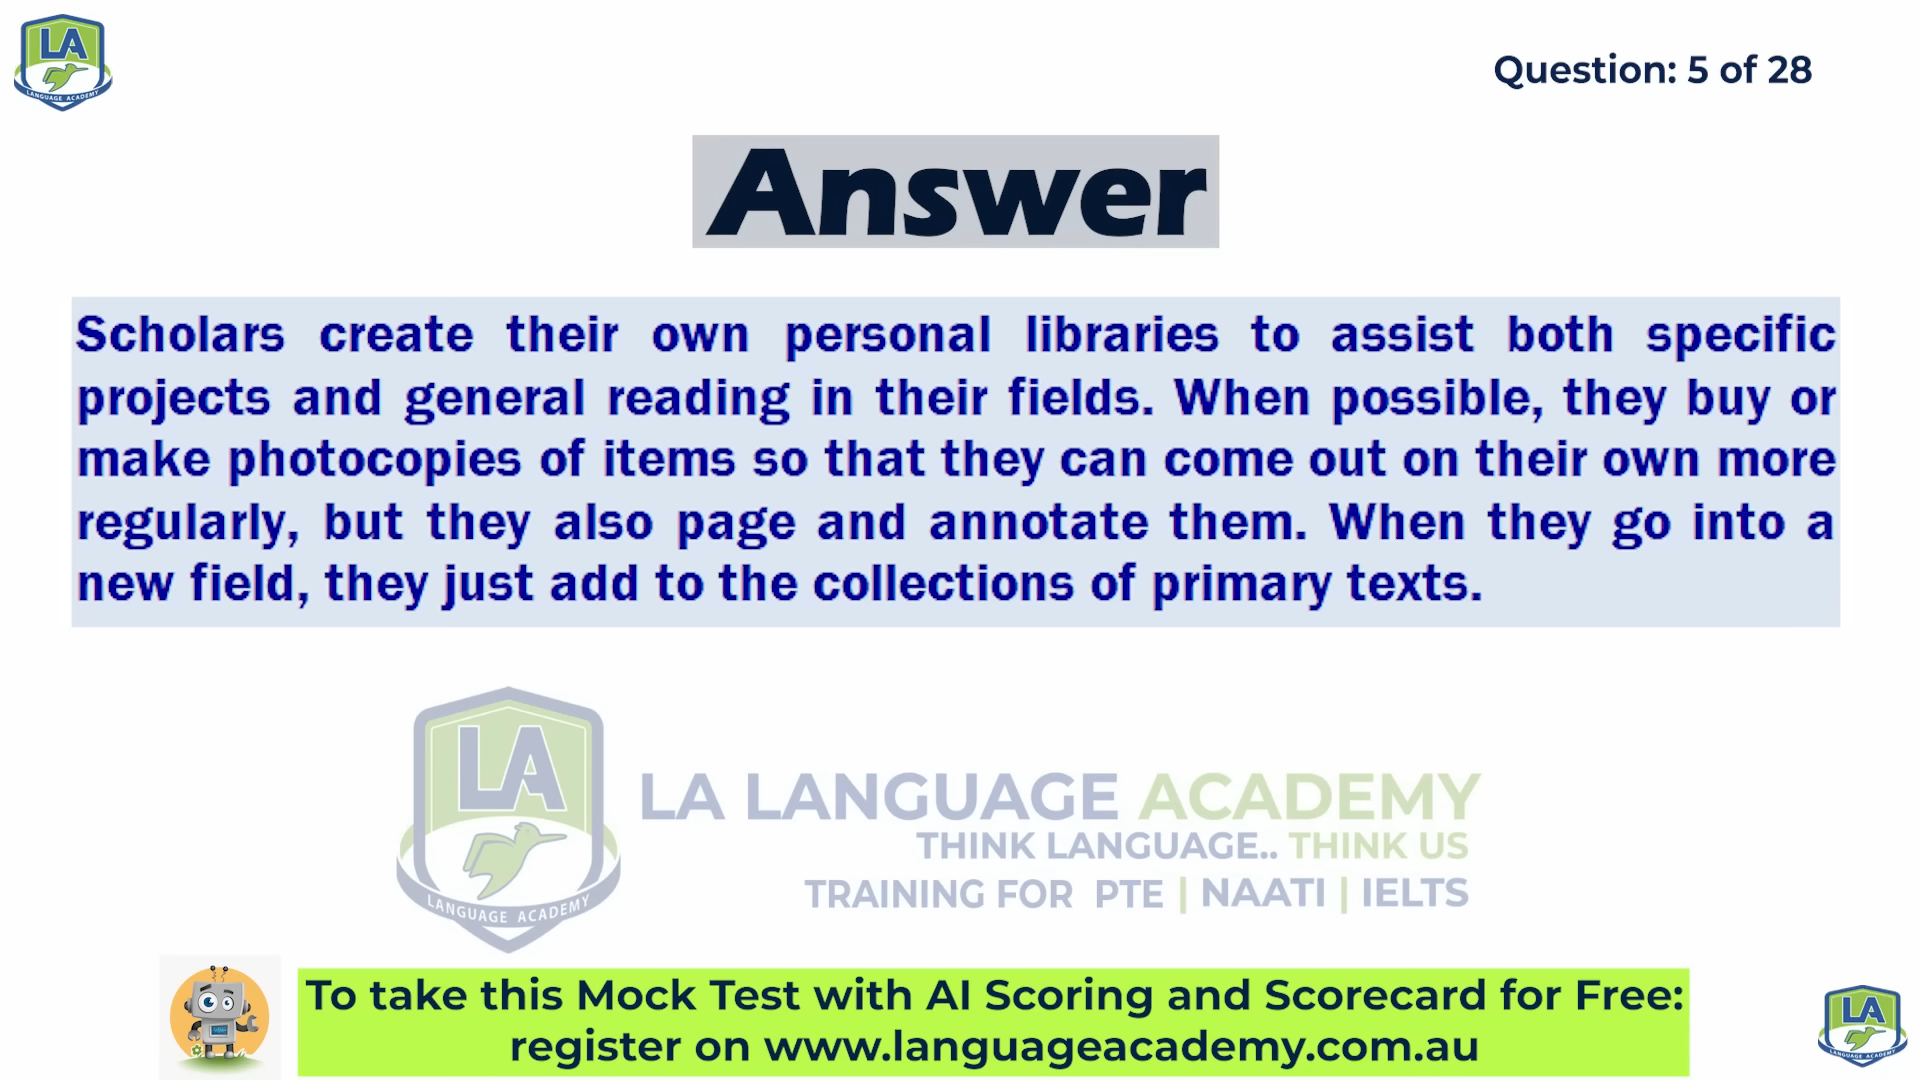 LA
LANGUAGE ACADEMY
Question: 5 of 28
Answer
Scholars create their own personal libraries to assist both specific
projects and general reading in their fields. When possible, they buy or
make photocopies of items so that they can come out on their own more
regularly, but they also page and annotate them. When they go into a
new field, they just add to the collections of primary texts.
LA
LANGUAGE ACADEMY
LA LANGUAGE ACADEMY
THINK LANGUAGE.. THINK US
TRAINING FOR PTE | NAATI | IELTS
To take this Mock Test with AI Scoring and Scorecard for Free:
register on www.languageacademy.com.au
LA
LANGUAGE ACADEMY